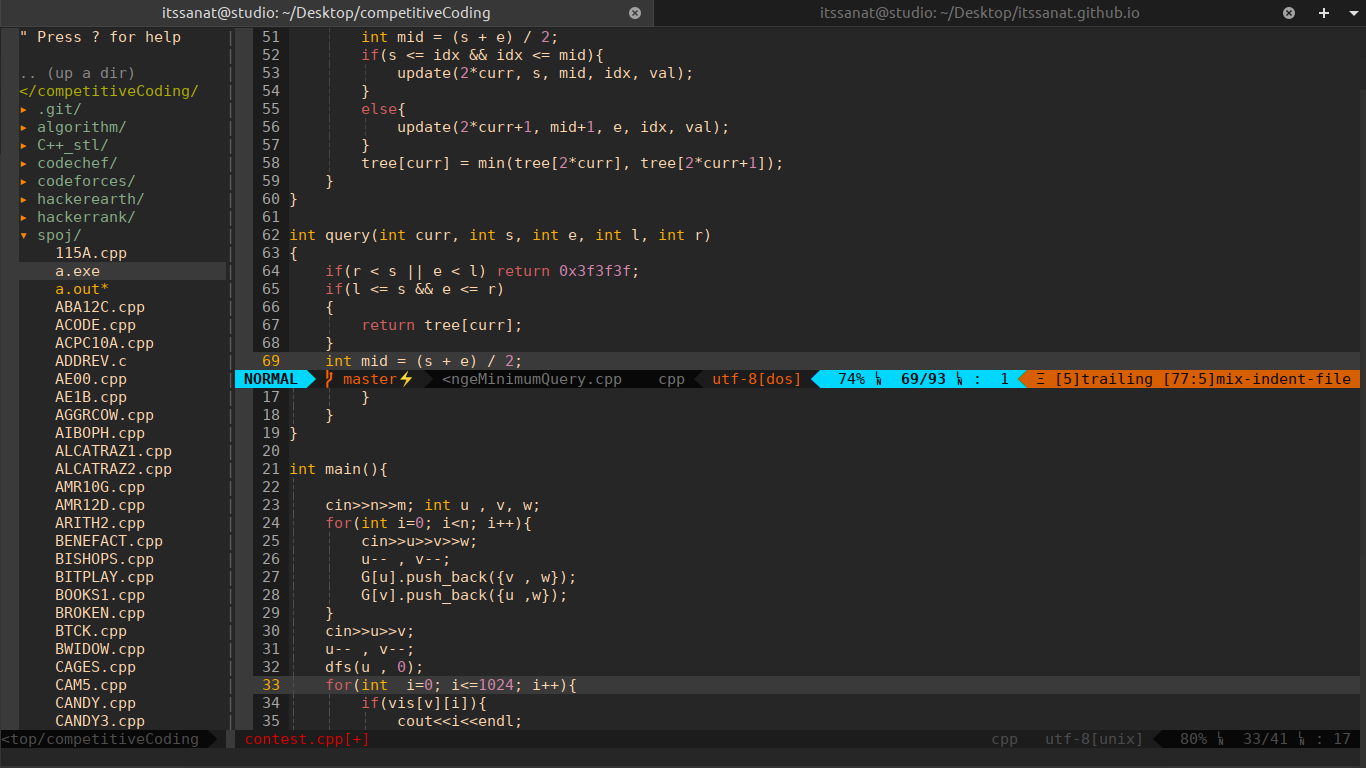 itssanat@studio: ~/Desktop/competitiveCoding
itssanat@studio: ~/Desktop/itssanat.github.io
" Press ? for help
.. (up a dir)
</competitiveCoding/
▸ .git/
▸ algorithm/
▸ C++_stl/
▸ codechef/
▸ codeforces/
▸ hackerearth/
▸ hackerrank/
▾ spoj/
115A.cpp
a.exe
a.out*
ABA12C.cpp
ACODE.cpp
ACPC10A.cpp
ADDREV.c
AE00.cpp
AE1B.cpp
AGGRCOW.cpp
AIBOPH.cpp
ALCATRAZ1.cpp
ALCATRAZ2.cpp
AMR10G.cpp
AMR12D.cpp
ARITH2.cpp
BENEFACT.cpp
BISHOPS.cpp
BITPLAY.cpp
BOOKS1.cpp
BROKEN.cpp
BTCK.cpp
BWIDOW.cpp
CAGES.cpp
CAM5.cpp
CANDY.cpp
CANDY3.cpp
<top/competitiveCoding
51 int mid = (s + e) / 2;
52 if(s <= idx && idx <= mid){
53 update(2*curr, s, mid, idx, val);
54 }
55 else{
56 update(2*curr+1, mid+1, e, idx, val);
57 }
58 tree[curr] = min(tree[2*curr], tree[2*curr+1]);
59 }
60 }
61
62 int query(int curr, int s, int e, int l, int r)
63 {
64 if(r < s || e < l) return 0x3f3f3f;
65 if(l <= s && e <= r)
66 {
67 return tree[curr];
68 }
69 int mid = (s + e) / 2;
NORMAL master⚡ <ngeMinimumQuery.cpp cpp utf-8[dos] 74% ㏑ 69/93 ㏑ : 1 Ξ [5]trailing [77:5]mix-indent-file
17 }
18 }
19 }
20
21 int main(){
22
23 cin>>n>>m; int u , v, w;
24 for(int i=0; i<n; i++){
25 cin>>u>>v>>w;
26 u-- , v--;
27 G[u].push_back({v , w});
28 G[v].push_back({u ,w});
29 }
30 cin>>u>>v;
31 u-- , v--;
32 dfs(u , 0);
33 for(int  i=0; i<=1024; i++){
34 if(vis[v][i]){
35 cout<<i<<endl;
contest.cpp[+] cpp utf-8[unix] 80% ㏑ 33/41 ㏑ : 17